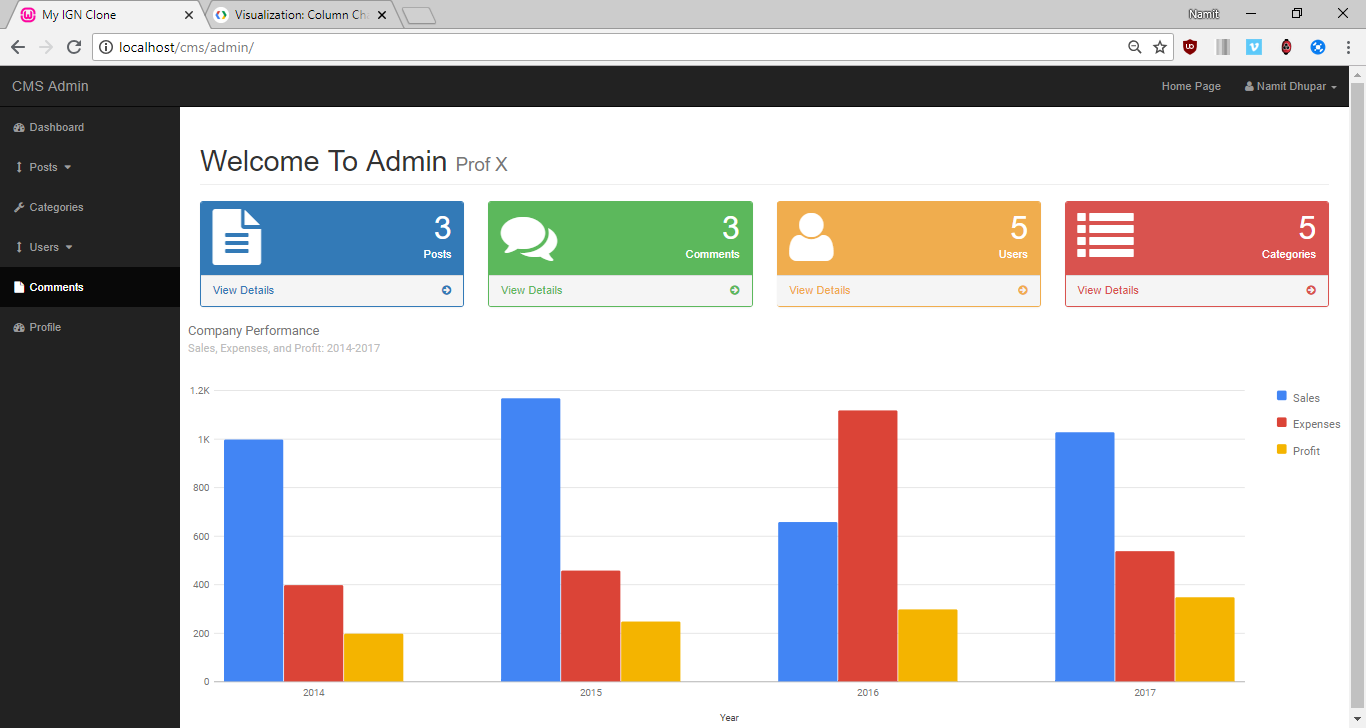 My IGN Clone
Visualization: Column Cha
Namit
localhost/cms/admin/
CMS Admin
Home Page
Namit Dhupar
Dashboard
Posts
Categories
Users
Comments
Profile
Welcome To Admin Prof X
3
Posts
View Details
3
Comments
View Details
5
Users
View Details
5
Categories
View Details
Company Performance
Sales, Expenses, and Profit: 2014-2017
1.2K
1K
800
600
400
200
0
2014
2015
2016
2017
Year
Sales
Expenses
Profit